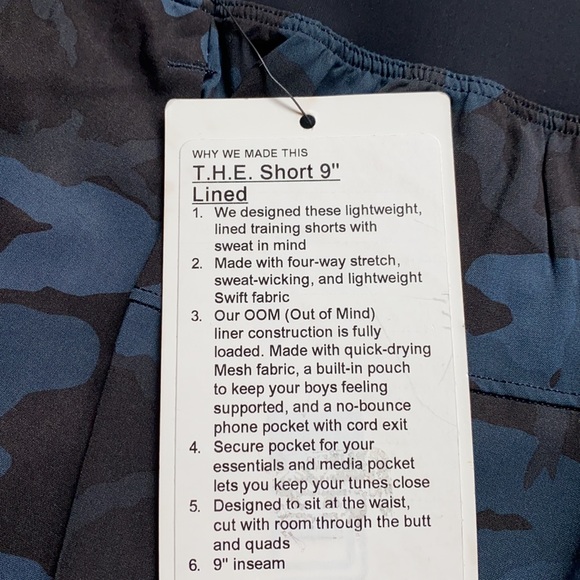 WHY WE MADE THIS
T.H.E. Short 9"
Lined
1. We designed these lightweight,
lined training shorts with
sweat in mind
2. Made with four-way stretch,
sweat-wicking, and lightweight
Swift fabric
3. Our OOM (Out of Mind)
liner construction is fully
loaded. Made with quick-drying
Mesh fabric, a built-in pouch
to keep your boys feeling
supported, and a no-bounce
phone pocket with cord exit
4. Secure pocket for your
essentials and media pocket
lets you keep your tunes close
5. Designed to sit at the waist,
cut with room through the butt
and quads
6. 9" inseam